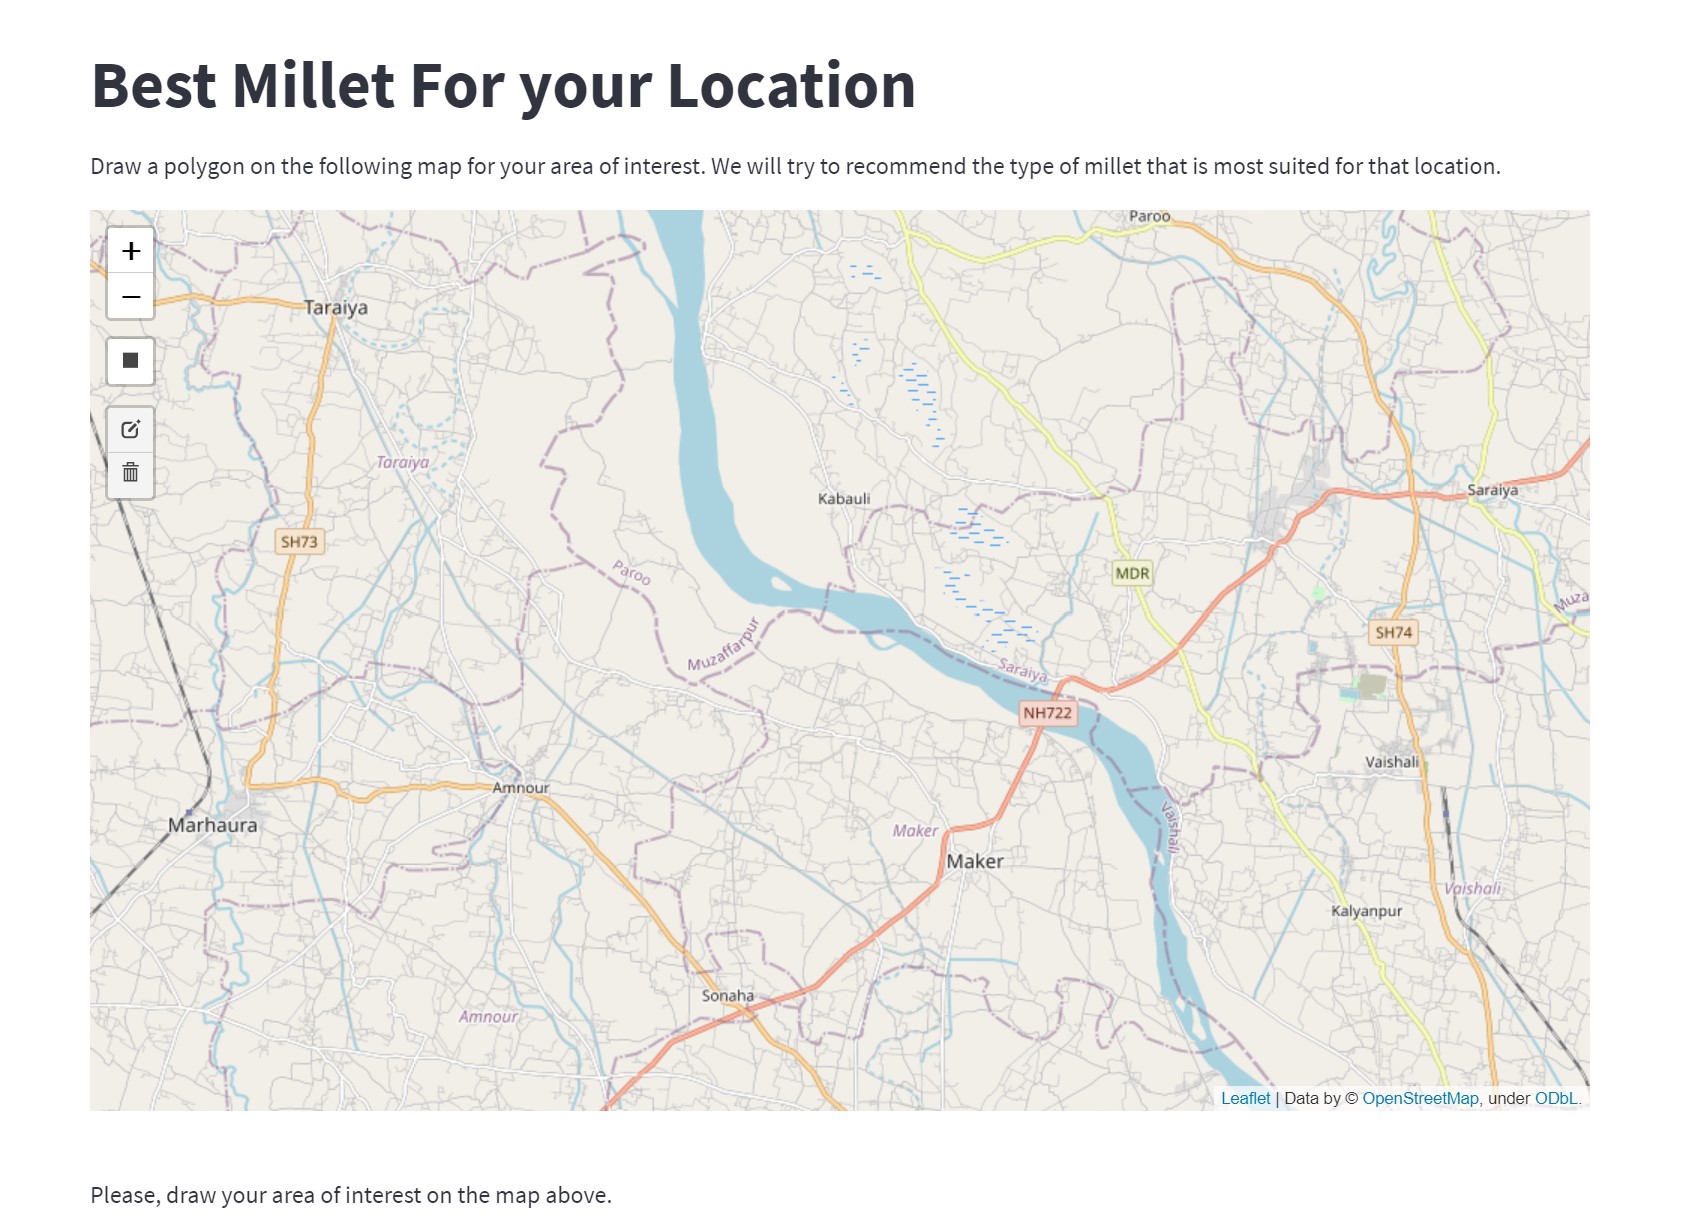 Best Millet For your Location
Draw a polygon on the following map for your area of interest. We will try to recommend the type of millet that is most suited for that location.
+
−
Paroo
Taraiya
Taraiya
Kabauli
Saraiya
SH73
Paroo
MDR
Muza
Muzaffarpur
SH74
Saraiya
NH722
Vaishali
Amnour
Marhaura
Vaishali
Maker
Maker
Vaishali
Kalyanpur
Sonaha
Amnour
Leaflet | Data by © OpenStreetMap, under ODbL.
Please, draw your area of interest on the map above.